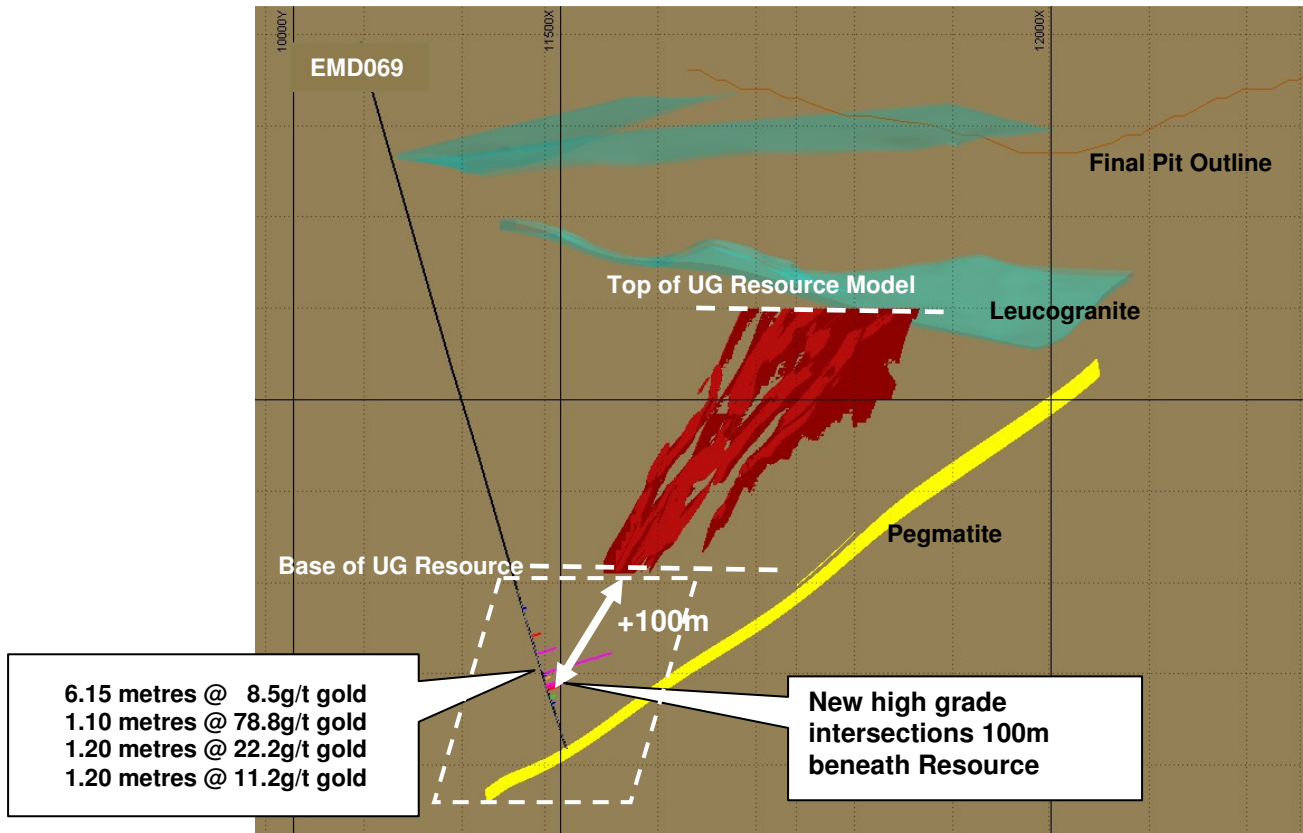 10000Y
11500X
12000X
EMD069
Final Pit Outline
Top of UG Resource Model
Leucogranite
Pegmatite
Base of UG Resource
+100m
6.15 metres @ 8.5g/t gold
1.10 metres @ 78.8g/t gold
1.20 metres @ 22.2g/t gold
1.20 metres @ 11.2g/t gold
New high grade
intersections 100m
beneath Resource